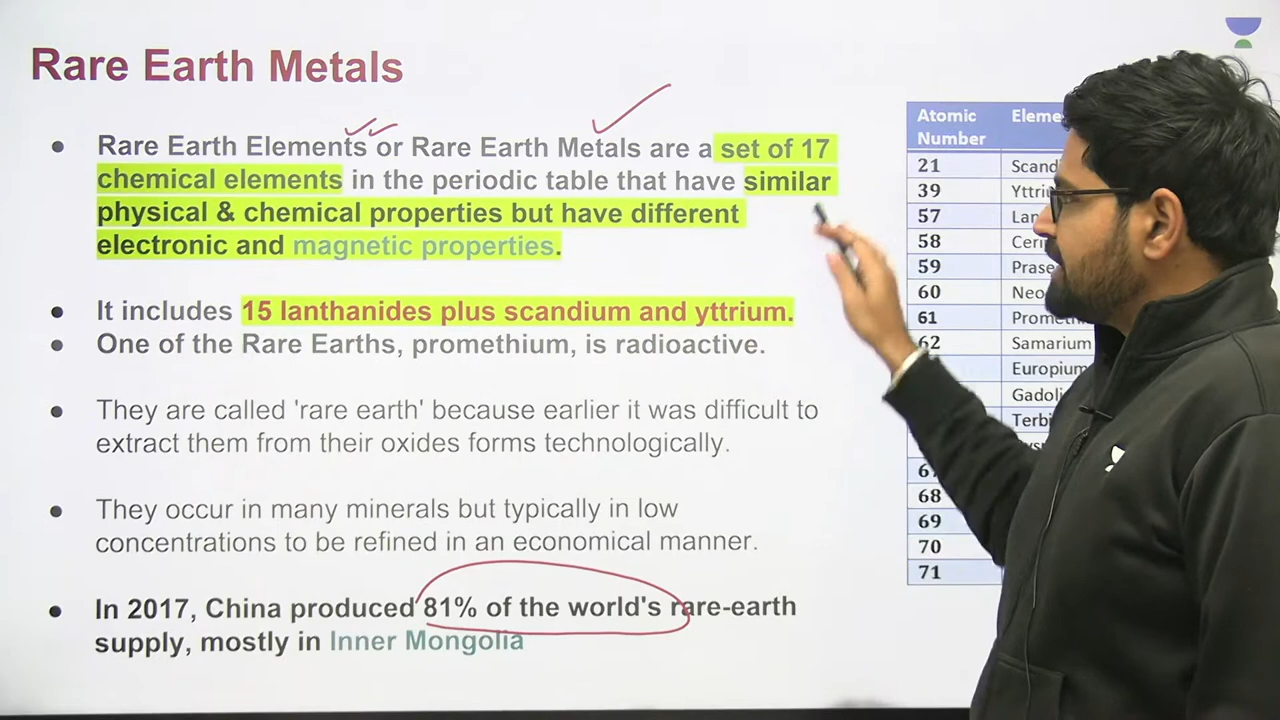 Rare Earth Metals
Rare Earth Elements or Rare Earth Metals are a set of 17
chemical elements in the periodic table that have similar
physical & chemical properties but have different
electronic and magnetic properties.
It includes 15 lanthanides plus scandium and yttrium.
One of the Rare Earths, promethium, is radioactive.
They are called 'rare earth' because earlier it was difficult to
extract them from their oxides forms technologically.
They occur in many minerals but typically in low
concentrations to be refined in an economical manner.
In 2017, China produced 81% of the world's rare-earth
supply, mostly in Inner Mongolia
Atomic
Number
21
39
57
58
59
60
61
62 Samarium
Europium
68
69
70
71